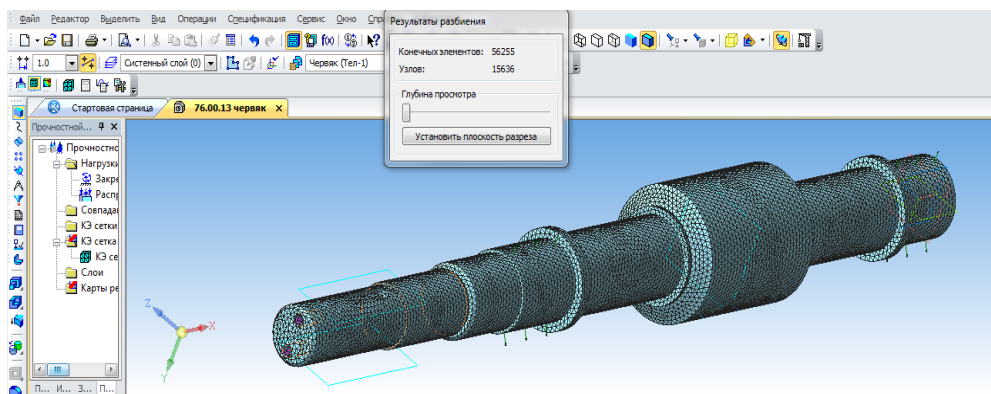 Файл Редактор Выделить Вид Операции Спецификация Сервис Окно Спр
Результаты разбиения
Конечных элементов: 56255
Узлов: 15636
Глубина просмотра
Установить плоскость разреза
f(x)
1.0 Системный слой (0) Червяк (Тел-1)
Стартовая страница 76.00.13 червяк x
Прочностной...
Прочностно
Нагрузки
Закре
Распр
Совпада
КЭ сетки
КЭ сетка
КЭ се
Слои
Карты ре
Z
X
Y
П... И... З... П...